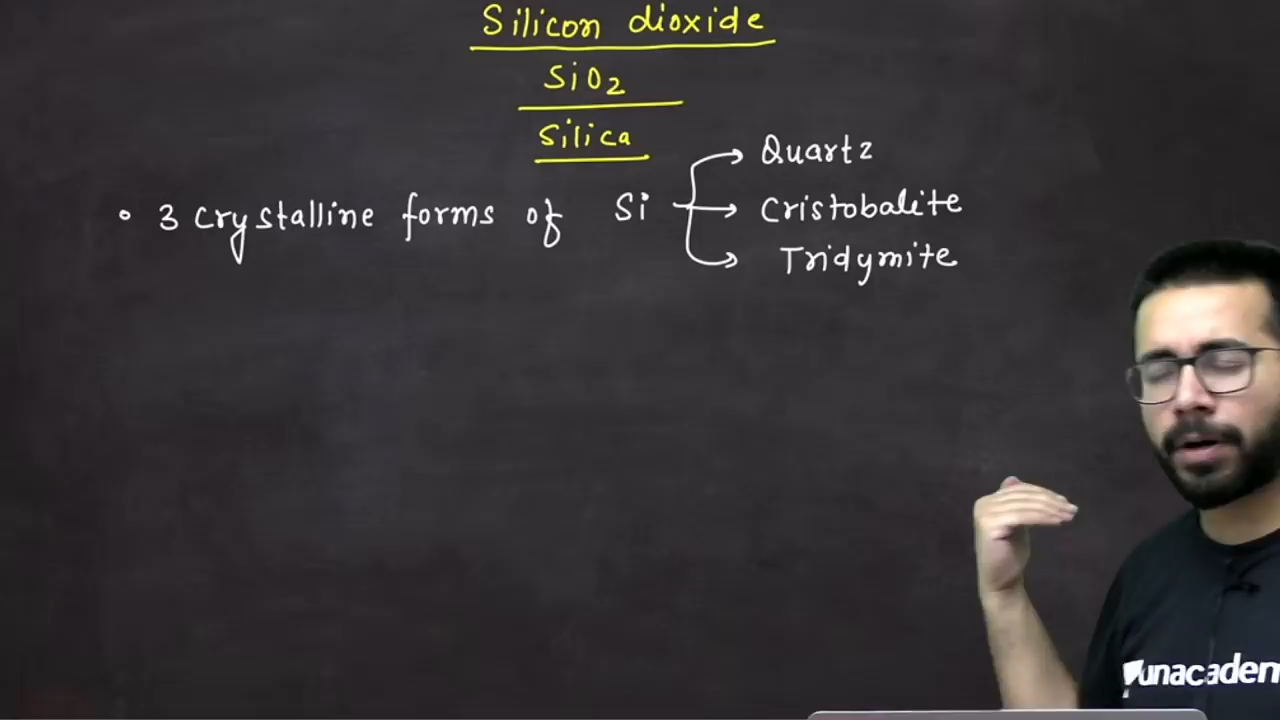 Silicon dioxide
SiO2
Silica
• 3 crystalline forms of Si
Quartz
Cristobalite
Tridymite
unacadem